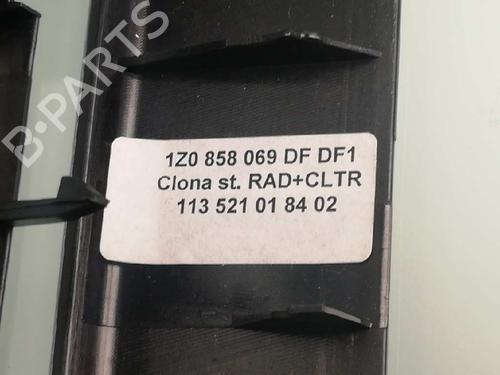 1Z0 858 069 DF DF1
Clona st. RAD+CLTR
113 521 01 84 02
B-PARTS